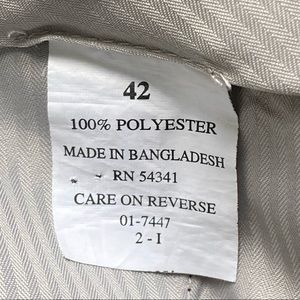 42
100% POLYESTER
MADE IN BANGLADESH
RN 54341
CARE ON REVERSE
01-7447
2 - I